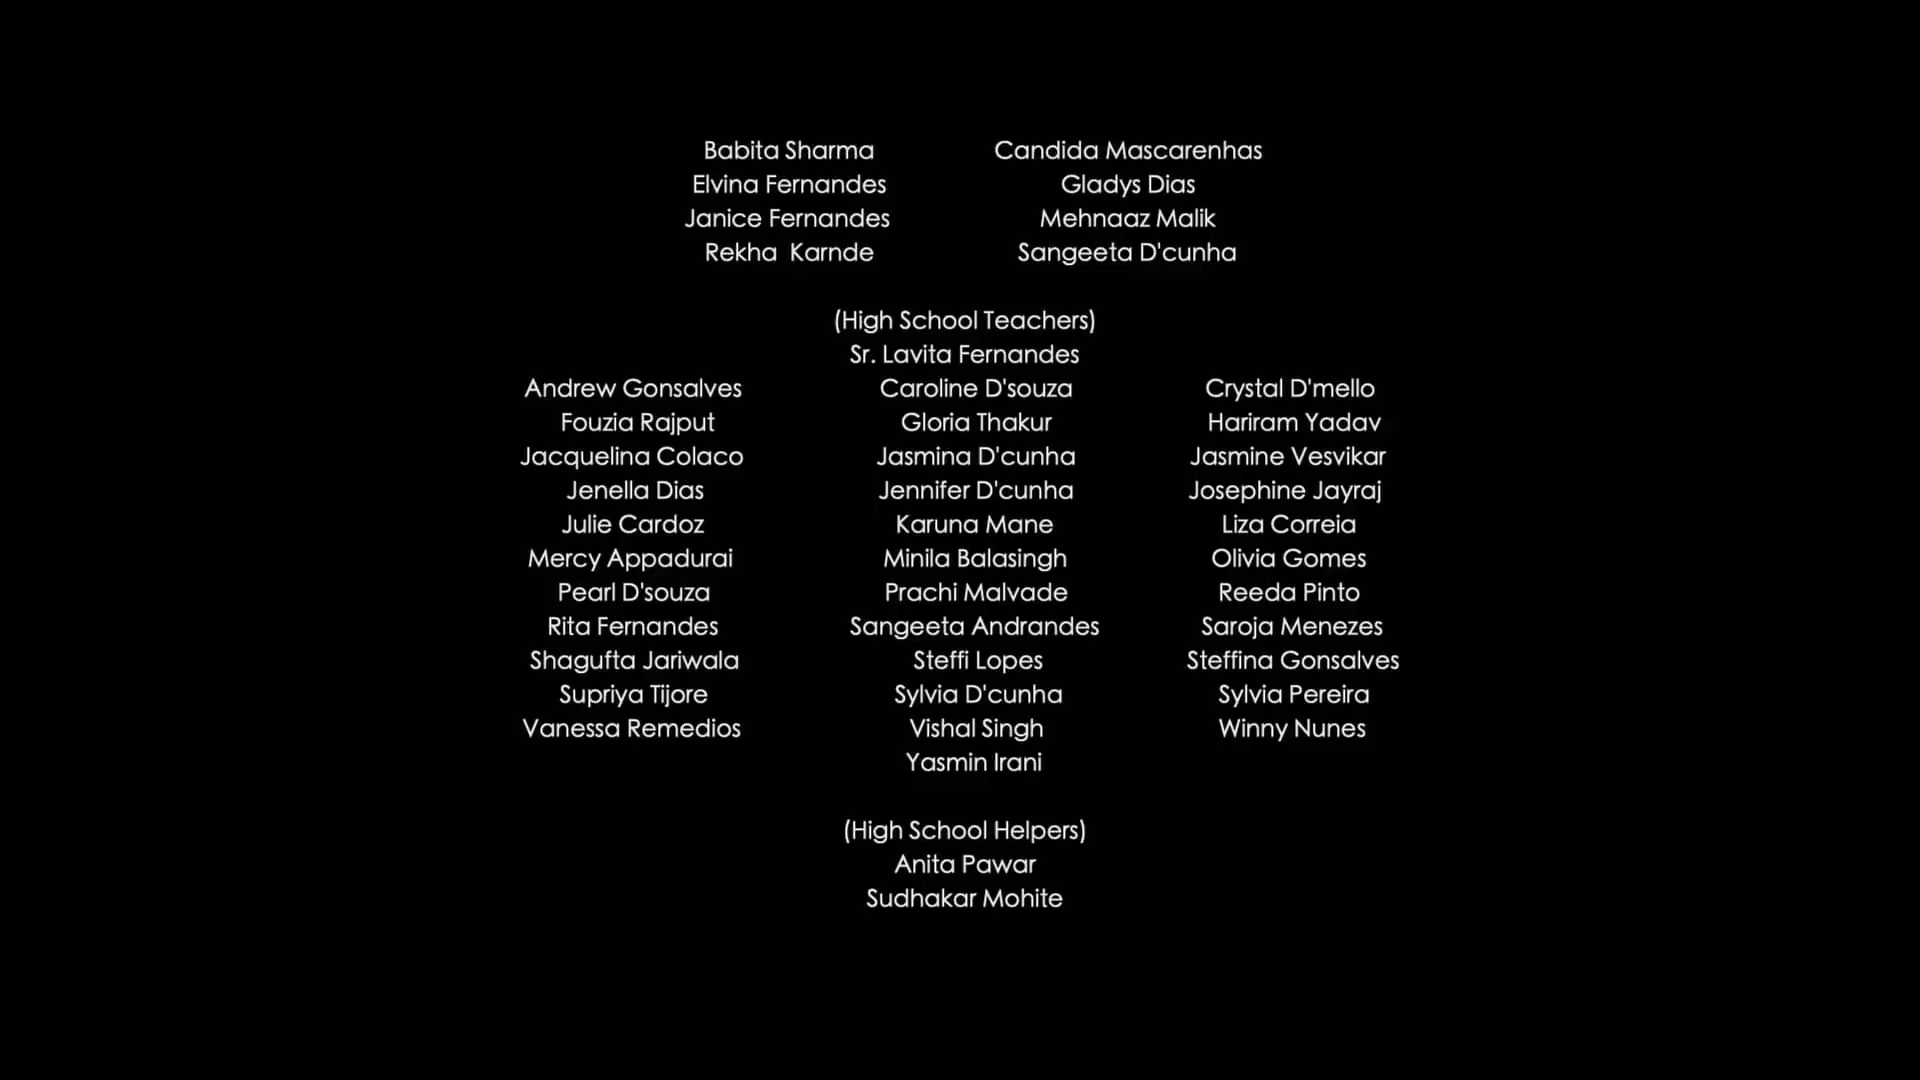 Babita Sharma Candida Mascarenhas
Elvina Fernandes Gladys Dias
Janice Fernandes Mehnaaz Malik
Rekha Karnde Sangeeta D'cunha
(High School Teachers)
Sr. Lavita Fernandes
Andrew Gonsalves Caroline D'souza Crystal D'mello
Fouzia Rajput Gloria Thakur Hariram Yadav
Jacquelina Colaco Jasmina D'cunha Jasmine Vesvikar
Jenella Dias Jennifer D'cunha Josephine Jayraj
Julie Cardoz Karuna Mane Liza Correia
Mercy Appadurai Minila Balasingh Olivia Gomes
Pearl D'souza Prachi Malvade Reeda Pinto
Rita Fernandes Sangeeta Andrandes Saroja Menezes
Shagufta Jariwala Steffi Lopes Steffina Gonsalves
Supriya Tijore Sylvia D'cunha Sylvia Pereira
Vanessa Remedios Vishal Singh Winny Nunes
Yasmin Irani
(High School Helpers)
Anita Pawar
Sudhakar Mohite